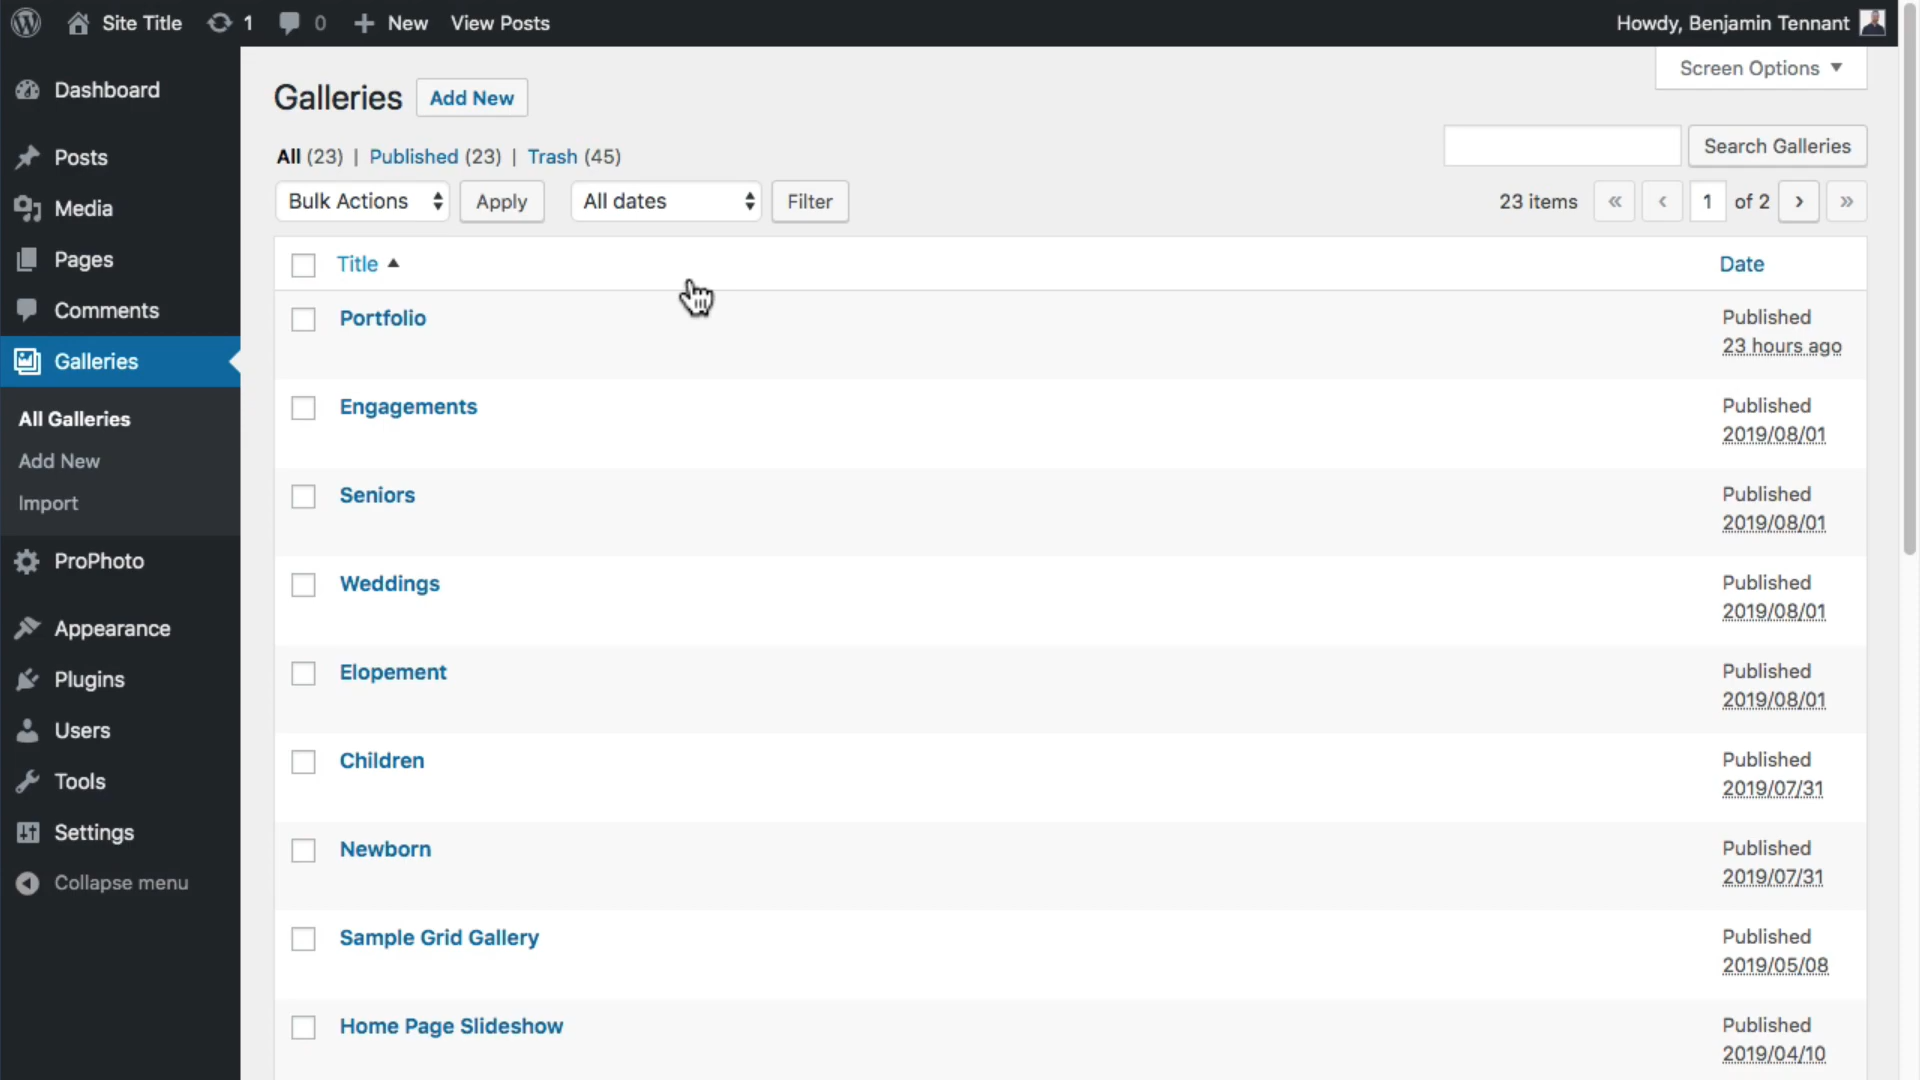 Site Title 1 0 New View Posts Howdy, Benjamin Tennant
Screen Options
Dashboard
Posts
Media
Pages
Comments
Galleries
All Galleries
Add New
Import
ProPhoto
Appearance
Plugins
Users
Tools
Settings
Collapse menu
Galleries Add New
All (23) | Published (23) | Trash (45)
Search Galleries
Bulk Actions Apply All dates Filter 23 items « ‹ 1 of 2 › »
Title Date
Portfolio Published
23 hours ago
Engagements Published
2019/08/01
Seniors Published
2019/08/01
Weddings Published
2019/08/01
Elopement Published
2019/08/01
Children Published
2019/07/31
Newborn Published
2019/07/31
Sample Grid Gallery Published
2019/05/08
Home Page Slideshow Published
2019/04/10